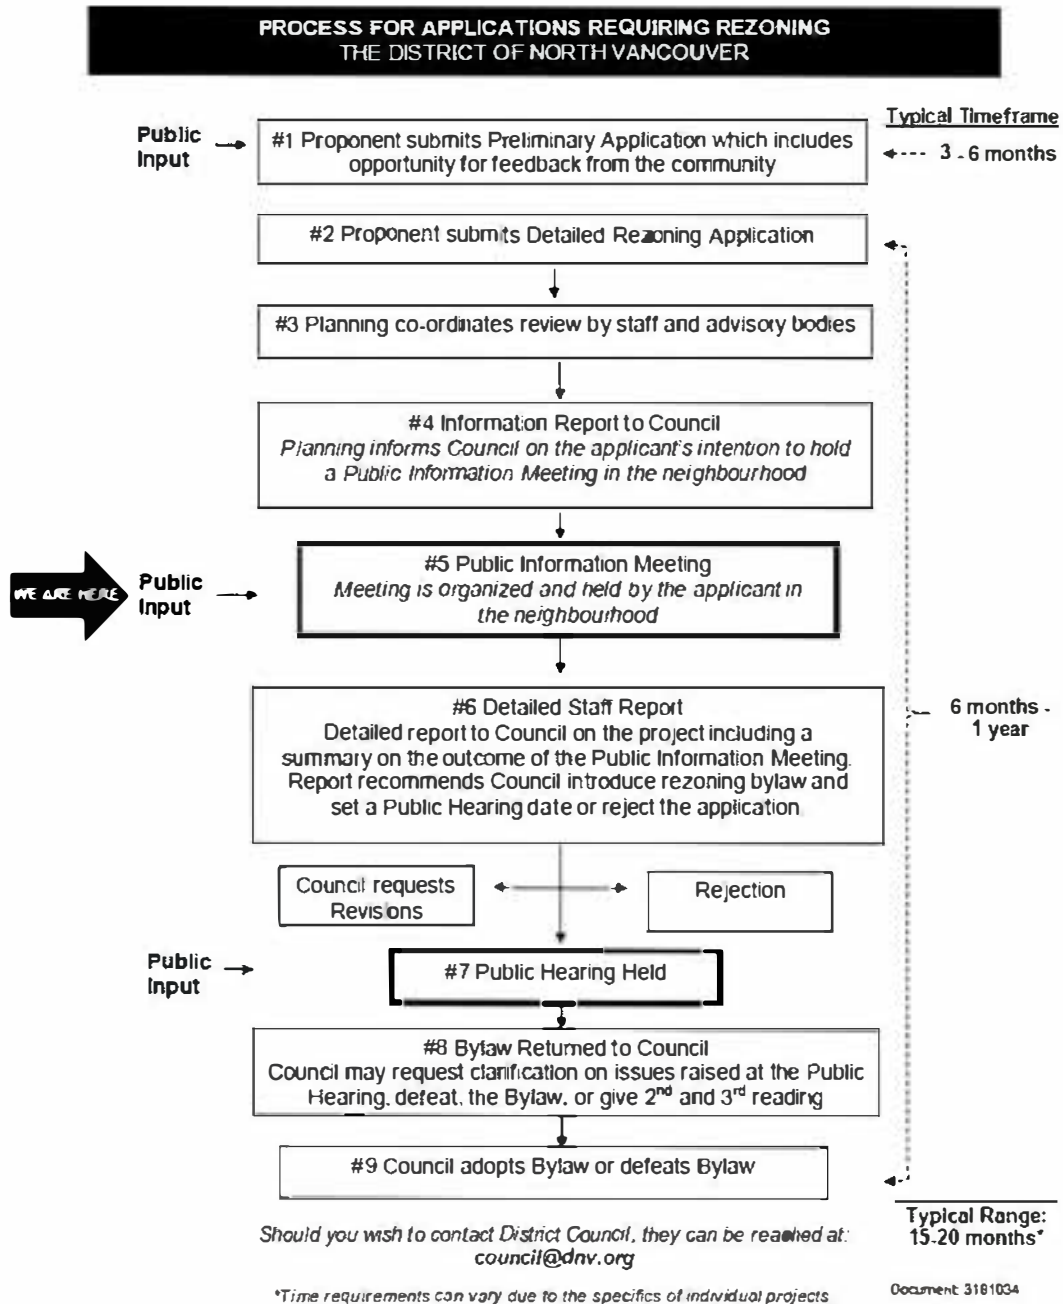 PROCESS FOR APPLICATIONS REQUIRING REZONING
THE DISTRICT OF NORTH VANCOUVER
Typical Timeframe
Public
Input
#1 Proponent submits Preliminary Application which includes
opportunity for feedback from the community
3 - 6 months
#2 Proponent submits Detailed Rezoning Application
#3 Planning co-ordinates review by staff and advisory bodies
#4 Information Report to Council
Planning informs Council on the applicant's intention to hold
a Public Information Meeting in the neighbourhood
WE ARE HERE
Public
Input
#5 Public Information Meeting
Meeting is organized and held by the applicant in
the neighbourhood
#6 Detailed Staff Report
Detailed report to Council on the project including a
summary on the outcome of the Public Information Meeting.
Report recommends Council introduce rezoning bylaw and
set a Public Hearing date or reject the application
6 months -
1 year
Council requests
Revisions
Rejection
Public
Input
#7 Public Hearing Held
#8 Bylaw Returned to Council
Council may request clarification on issues raised at the Public
Hearing, defeat, the Bylaw, or give 2nd and 3rd reading
#9 Council adopts Bylaw or defeats Bylaw
Typical Range:
15-20 months*
Should you wish to contact District Council, they can be reached at:
council@dnv.org
*Time requirements can vary due to the specifics of individual projects
Document: 3181034